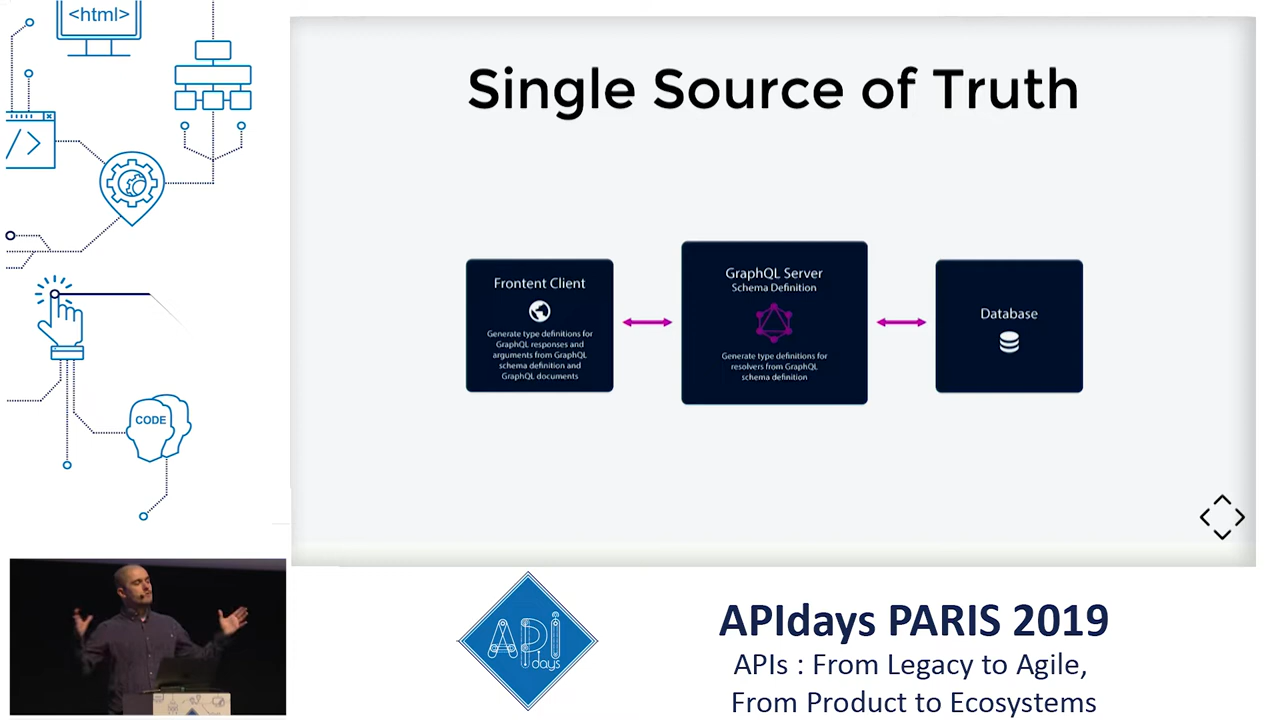 <html>
</>
CODE
Single Source of Truth
Frontent Client
Generate type definitions for
GraphQL responses and
arguments from GraphQL
schema definition and
GraphQL documents
GraphQL Server
Schema Definition
Generate type definitions for
resolvers from GraphQL
schema definition
Database
API
days
APIdays PARIS 2019
APIs : From Legacy to Agile,
From Product to Ecosystems